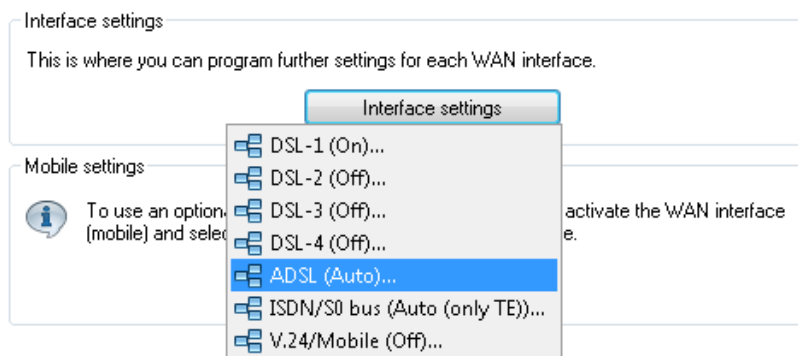 Interface settings
This is where you can program further settings for each WAN interface.
Interface settings
DSL-1 (On)...
DSL-2 (Off)...
DSL-3 (Off)...
DSL-4 (Off)...
ADSL (Auto)...
ISDN/S0 bus (Auto (only TE))...
V.24/Mobile (Off)...
Mobile settings
To use an activate the WAN interface
(mobile) and